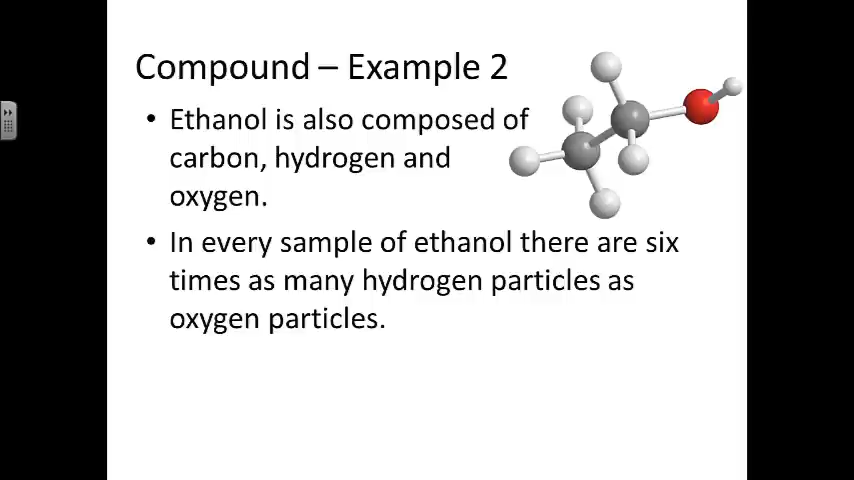 Compound – Example 2
• Ethanol is also composed of
carbon, hydrogen and
oxygen.
• In every sample of ethanol there are six
times as many hydrogen particles as
oxygen particles.